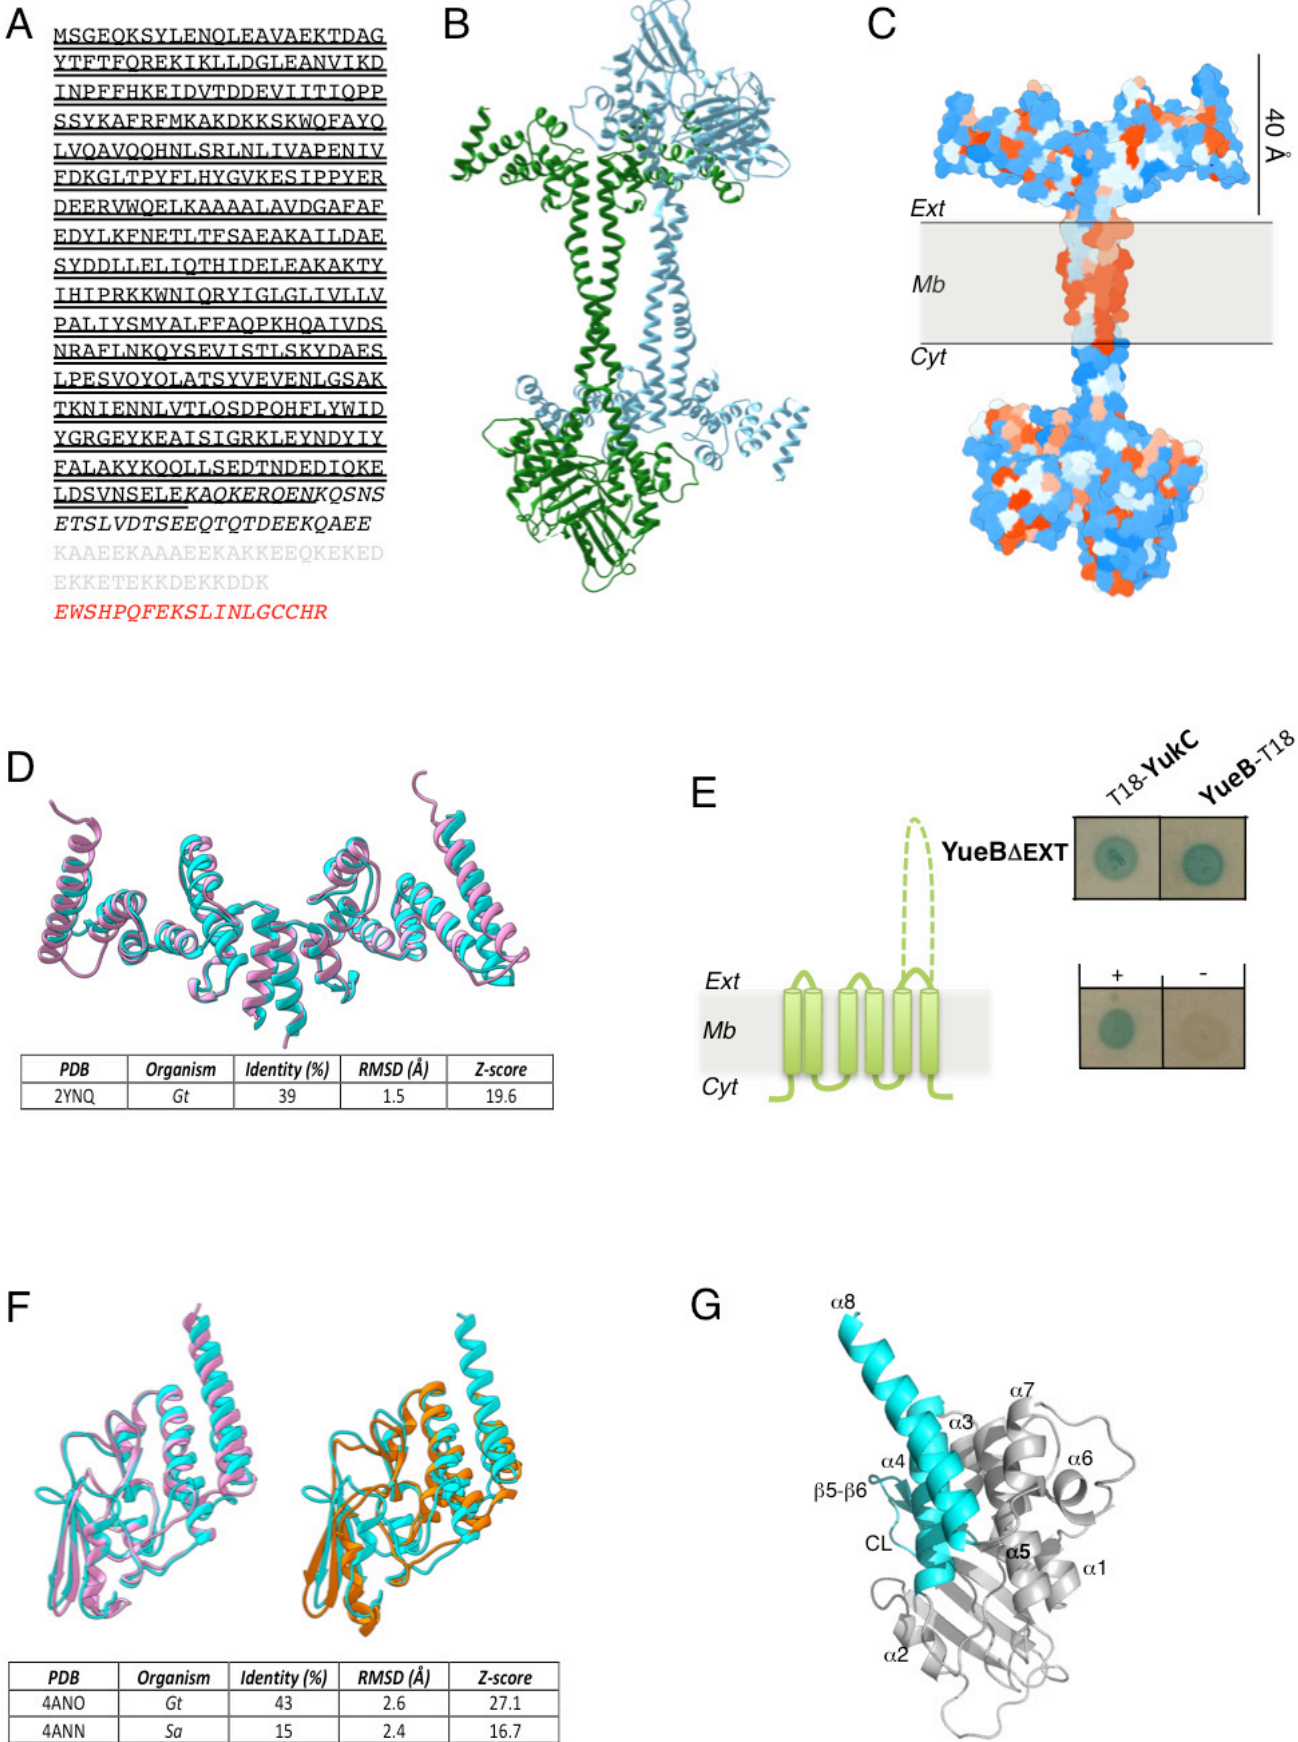 A
MSGEQKSYLENQLEAVAEKTDAG
YTFTFQREKIKLLDGLEANVIKD
INPFFHKEIDVTDDEVIITIQPP
SSYKAFRFMKAKDKKSKWQFAYQ
LVQAVQQHNLSRLNLIVAPENIV
FDKGLTPYFLHYGVKESIPPYER
DEERVWQELKAAAALAVDGAFAF
EDYLKFNETLTFSAEAKAILDAE
SYDDLLELIQTHIDELEAKAKTY
IHIPRKKWNIQRYIGLGLIVLLV
PALIYSMYALFFAQPKHQAIVDS
NRAFLNKQYSEVISTLSKYDAES
LPESVQYQLATSYVEVENLGSAK
TKNIENNLVTLQSDPQHFLYWID
YGRGEYKEAISIGRKLEYNDYIY
FALAKYKQQLLSEDTNDEDIQKE
LDSVNSELEKAQKERQENKQSNS
ETSLVDTSEEQTQTDEEKQAEE
KAAEEKAAAEEKAKKEEQKEKED
EKKETEKKDEKKDDK
EWSHPQFEKSLINLGCCHR
B
C
40 Å
Ext
Mb
Cyt
D
PDB Organism Identity (%) RMSD (Å) Z-score
2YNQ Gt 39 1.5 19.6
E
Ext
Mb
Cyt
T18-YukC
YueB-T18
YueBΔEXT
+ -
F
PDB Organism Identity (%) RMSD (Å) Z-score
4ANO Gt 43 2.6 27.1
4ANN Sa 15 2.4 16.7
G
α8
α7
α3
α6
α4
β5-β6
CL
α5
α1
α2